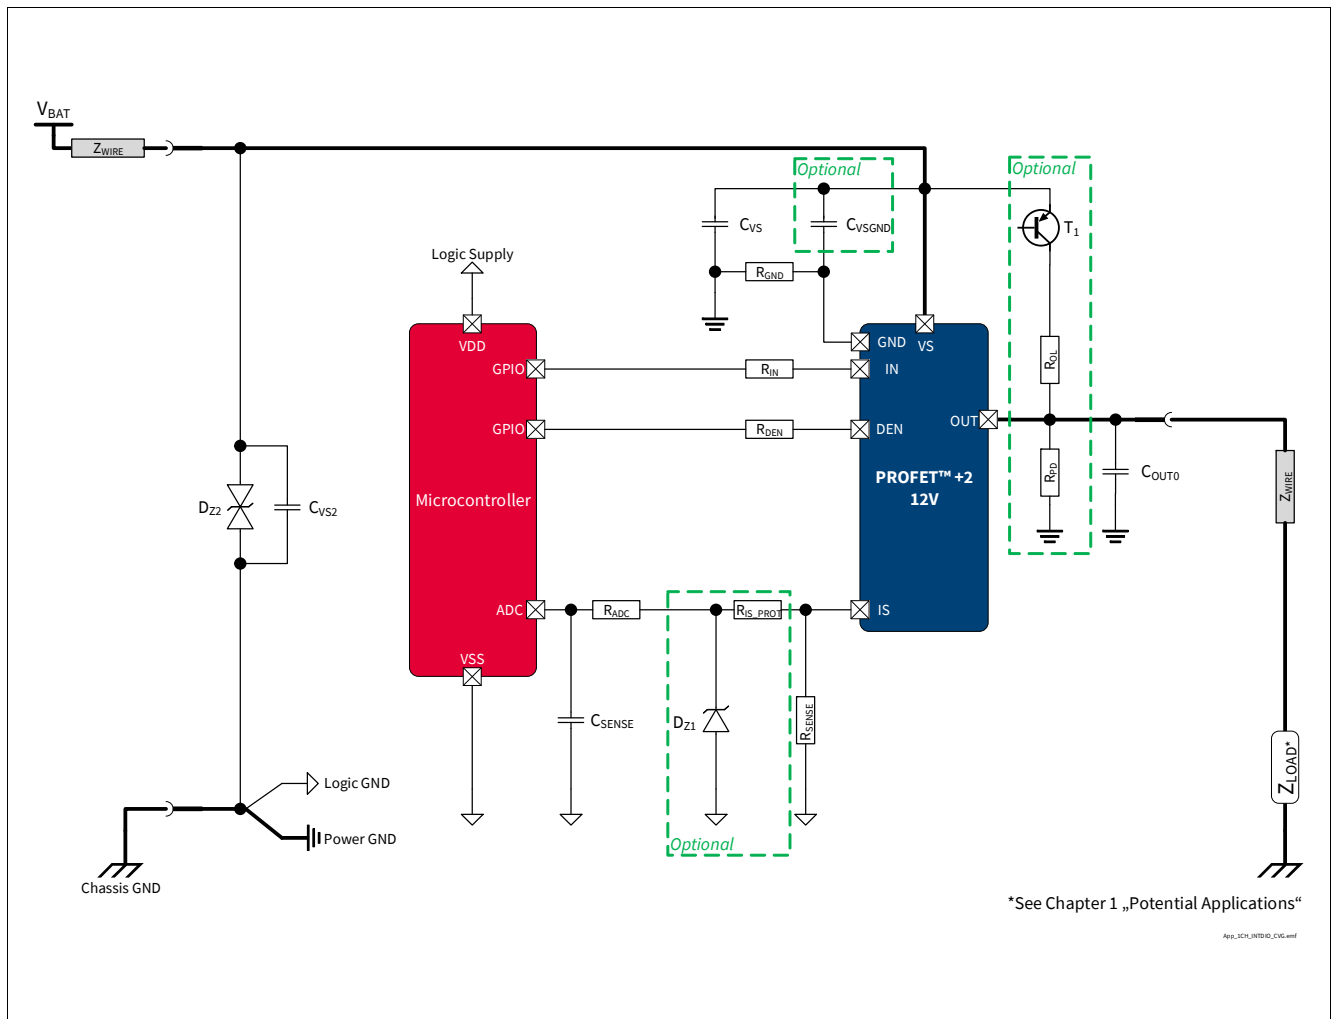 VBAT
ZWIRE
Optional
Optional
CVS
CVSGND
T1
Logic Supply
RGND
VDD
GND
VS
ROL
GPIO
RIN
IN
GPIO
RDEN
DEN
OUT
PROFET™ +2
12V
RPD
COUT0
ZWIRE
Microcontroller
DZ2
CVS2
ADC
RADC
RIS_PROT
IS
VSS
CSENSE
DZ1
RSENSE
ZLOAD*
Logic GND
Power GND
Optional
Chassis GND
*See Chapter 1 „Potential Applications“
App_1CH_INTDIO_CVG.emf